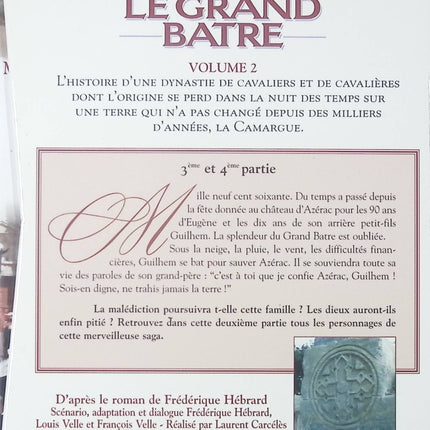 LE GRAND
BATRE
VOLUME 2
L'HISTOIRE D'UNE DYNASTIE DE CAVALIERS ET DE CAVALIÈRES
DONT L'ORIGINE SE PERD DANS LA NUIT DES TEMPS SUR
UNE TERRE QUI N'A PAS CHANGÉ DEPUIS DES MILLIERS
D'ANNÉES, LA CAMARGUE.
3ème et 4ème partie
Mille neuf cent soixante. Du temps a passé depuis
la fête donnée au château d'Azérac pour les 90 ans
d'Eugène et les dix ans de son arrière petit-fils
Guilhem. La splendeur du Grand Batre est oubliée.
Sous la neige, la pluie, le vent, les difficultés finan-
cières, Guilhem se bat pour sauver Azérac. Il se souviendra toute sa
vie des paroles de son grand-père : "c'est à toi que je confie Azérac, Guilhem !
Sois-en digne, ne trahis jamais la terre !"
La malédiction poursuivra t-elle cette famille ? Les dieux auront-ils
enfin pitié ? Retrouvez dans cette deuxième partie tous les personnages de
cette merveilleuse saga.
D'après le roman de Frédérique Hébrard
Scénario, adaptation et dialogue Frédérique Hébrard,
Louis Velle et François Velle - Réalisé par Laurent Carcélès